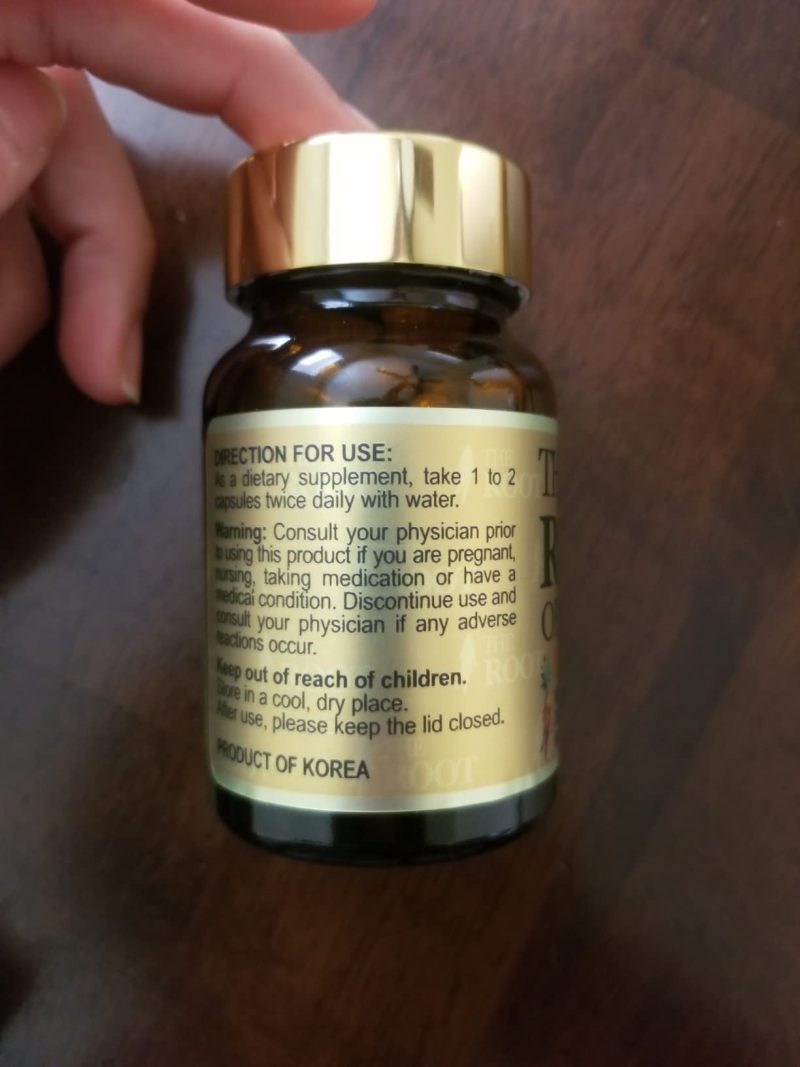 DIRECTION FOR USE:
As a dietary supplement, take 1 to 2
capsules twice daily with water.
Warning: Consult your physician prior
to using this product if you are pregnant,
nursing, taking medication or have a
medical condition. Discontinue use and
consult your physician if any adverse
reactions occur.
Keep out of reach of children.
Store in a cool, dry place.
After use, please keep the lid closed.
PRODUCT OF KOREA
THE
ROOT
THE
ROOT
ROOT